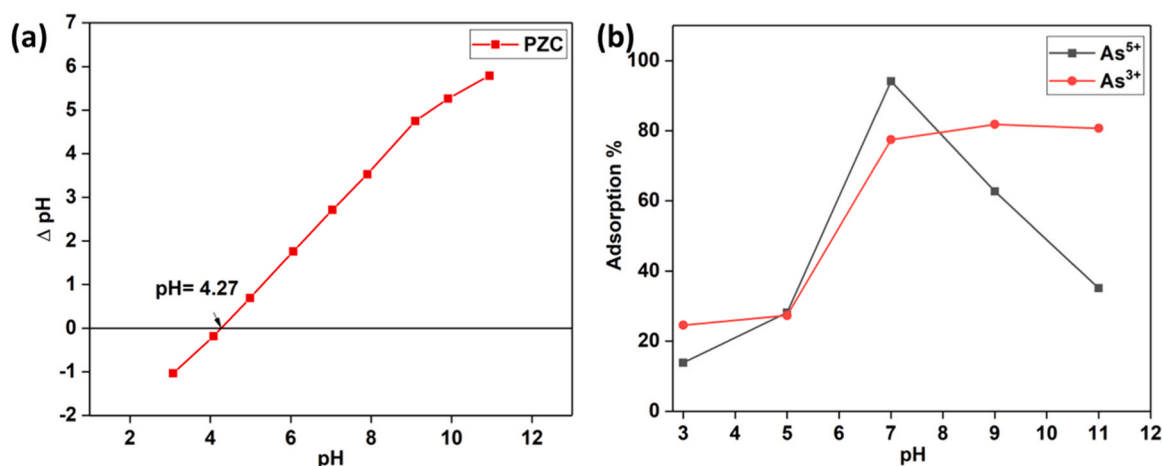 (a)
PZC
Δ pH
7
6
5
4
3
2
1
0
-1
-2
pH= 4.27
2 4 6 8 10 12
pH
(b)
As5+
As3+
Adsorption %
100
80
60
40
20
0
3 4 5 6 7 8 9 10 11 12
pH